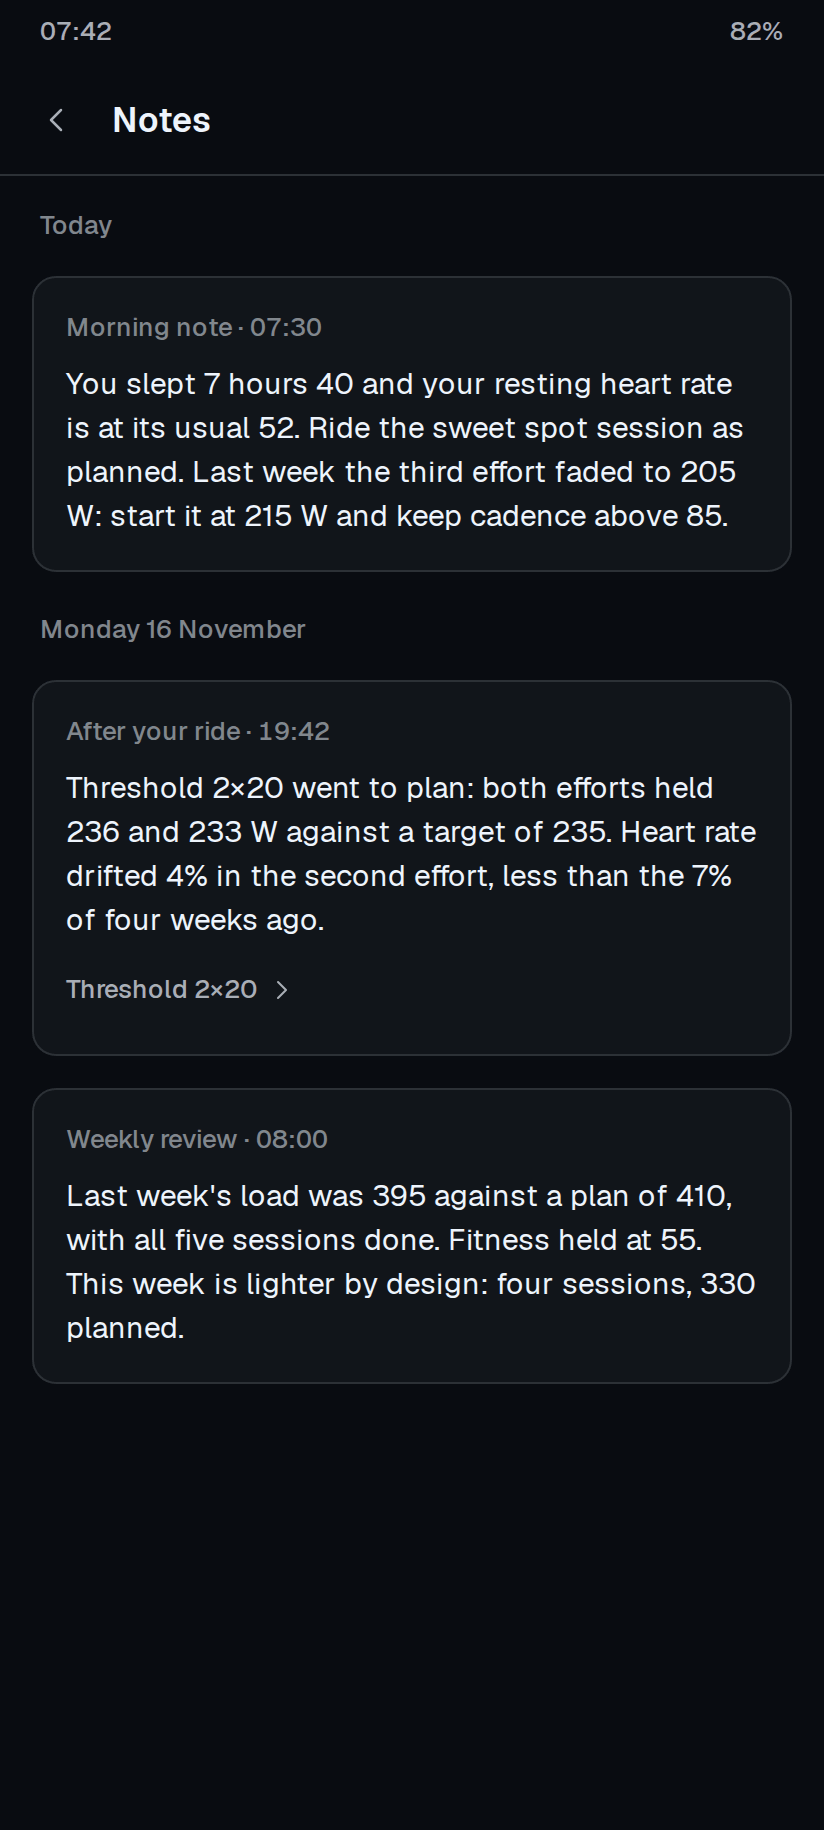 07:42 82%
Notes
Today
Morning note · 07:30
You slept 7 hours 40 and your resting heart rate
is at its usual 52. Ride the sweet spot session as
planned. Last week the third effort faded to 205
W: start it at 215 W and keep cadence above 85.
Monday 16 November
After your ride · 19:42
Threshold 2×20 went to plan: both efforts held
236 and 233 W against a target of 235. Heart rate
drifted 4% in the second effort, less than the 7%
of four weeks ago.
Threshold 2×20
Weekly review · 08:00
Last week's load was 395 against a plan of 410,
with all five sessions done. Fitness held at 55.
This week is lighter by design: four sessions, 330
planned.